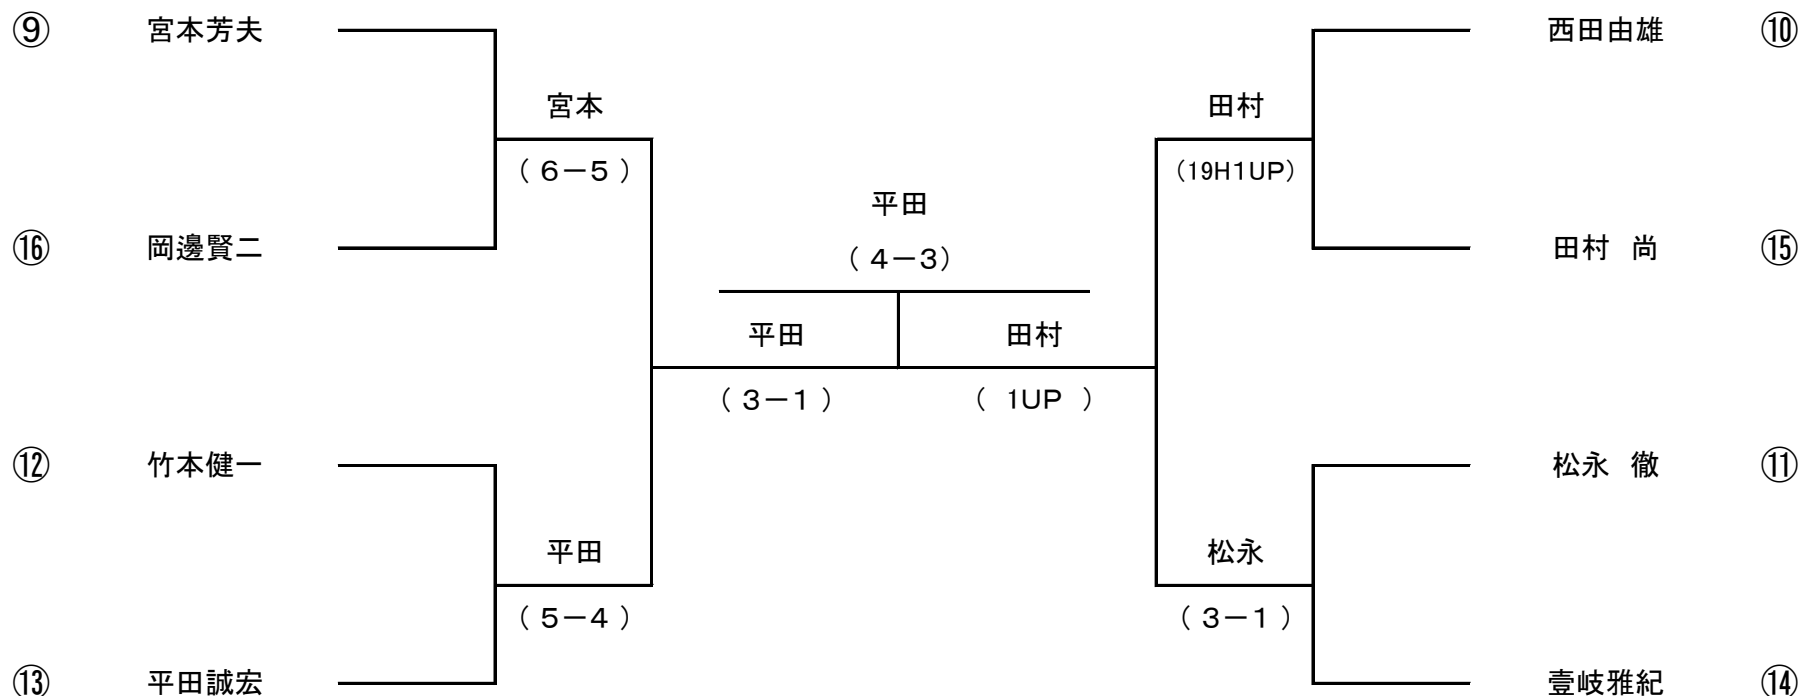 ⑨ 宮本芳夫 西田由雄 ⑩
宮本 田村
（６－５） （19H1UP）
平田
⑯ 岡邊賢二 田村 尚 ⑮
（４－３）
平田 田村
（３－１） （ 1UP ）
⑫ 竹本健一 松永 徹 ⑪
平田 松永
（５－４） （３－１）
⑬ 平田誠宏 壹岐雅紀 ⑭